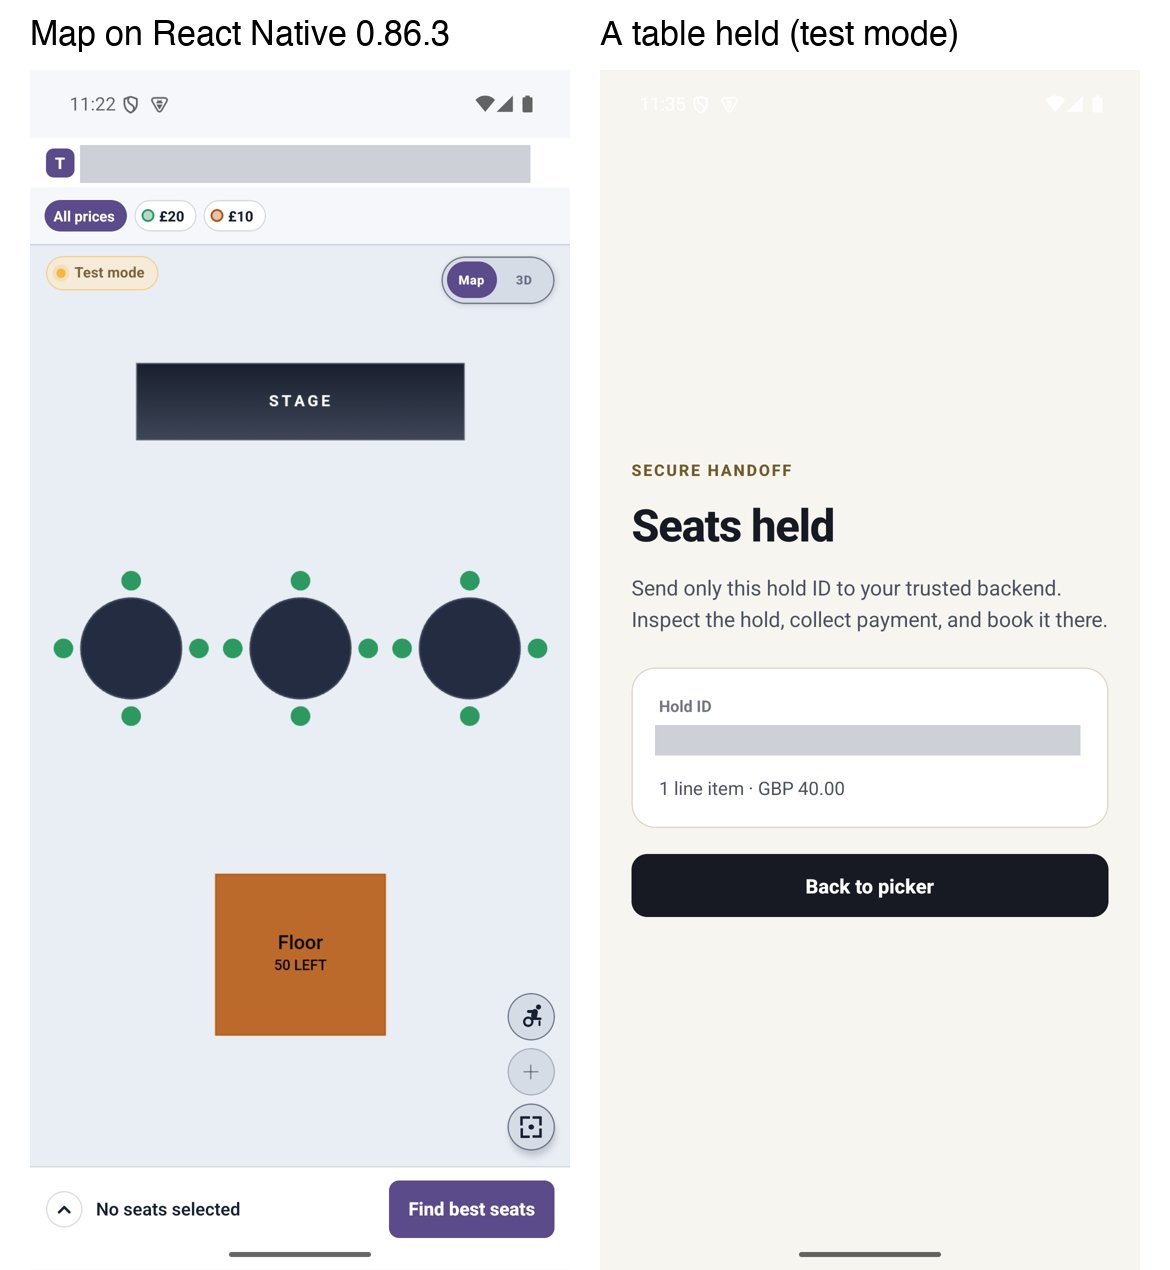 Map on React Native 0.86.3
11:22
T
All prices
£20
£10
Test mode
Map
3D
STAGE
Floor
50 LEFT
No seats selected
Find best seats
A table held (test mode)
11:35
SECURE HANDOFF
Seats held
Send only this hold ID to your trusted backend.
Inspect the hold, collect payment, and book it there.
Hold ID
1 line item · GBP 40.00
Back to picker